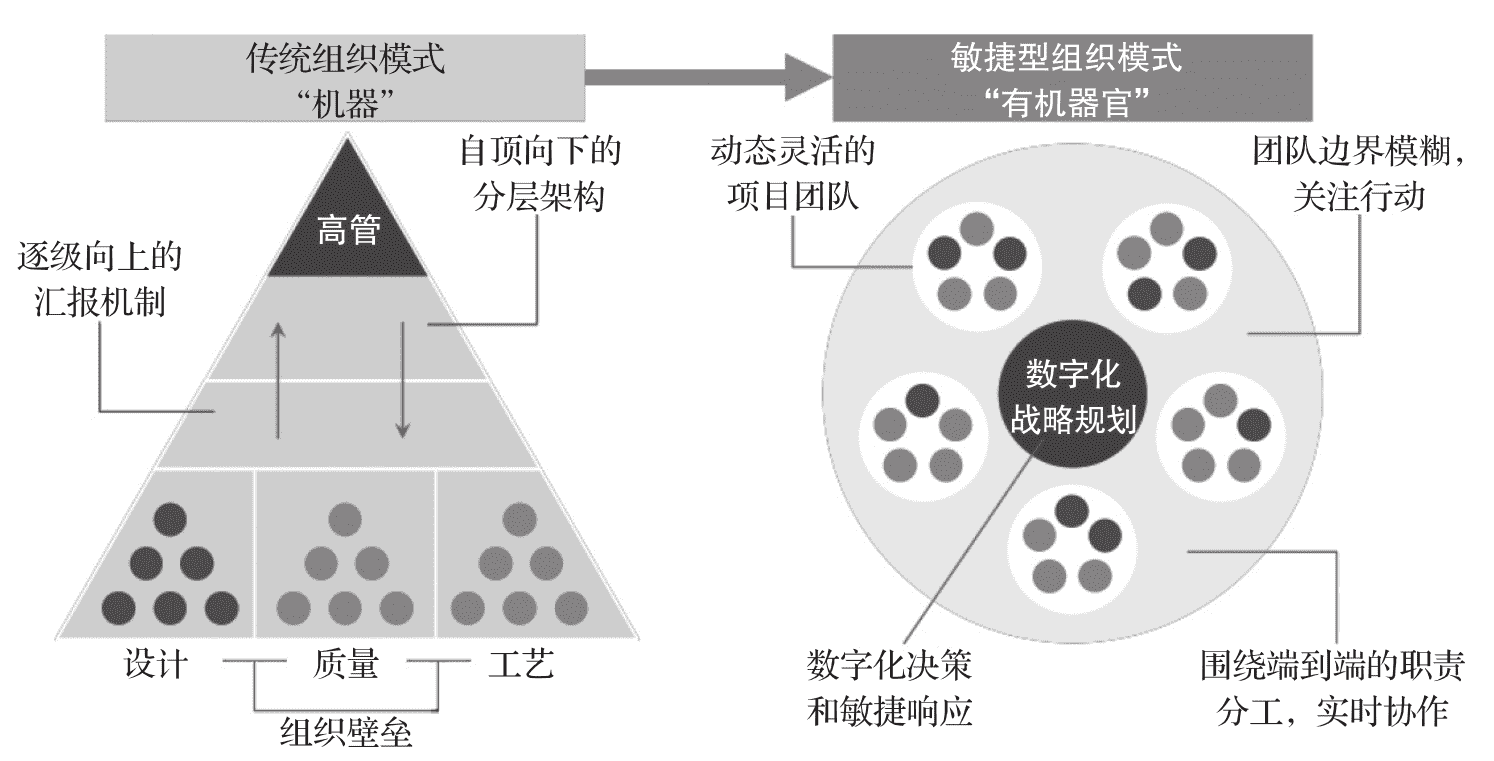 传统组织模式
“机器”
敏捷型组织模式
“有机器官”
自顶向下的
分层架构
高管
逐级向上的
汇报机制
设计
质量
工艺
组织壁垒
动态灵活的
项目团队
团队边界模糊，
关注行动
数字化
战略规划
数字化决策
和敏捷响应
围绕端到端的职责
分工，实时协作